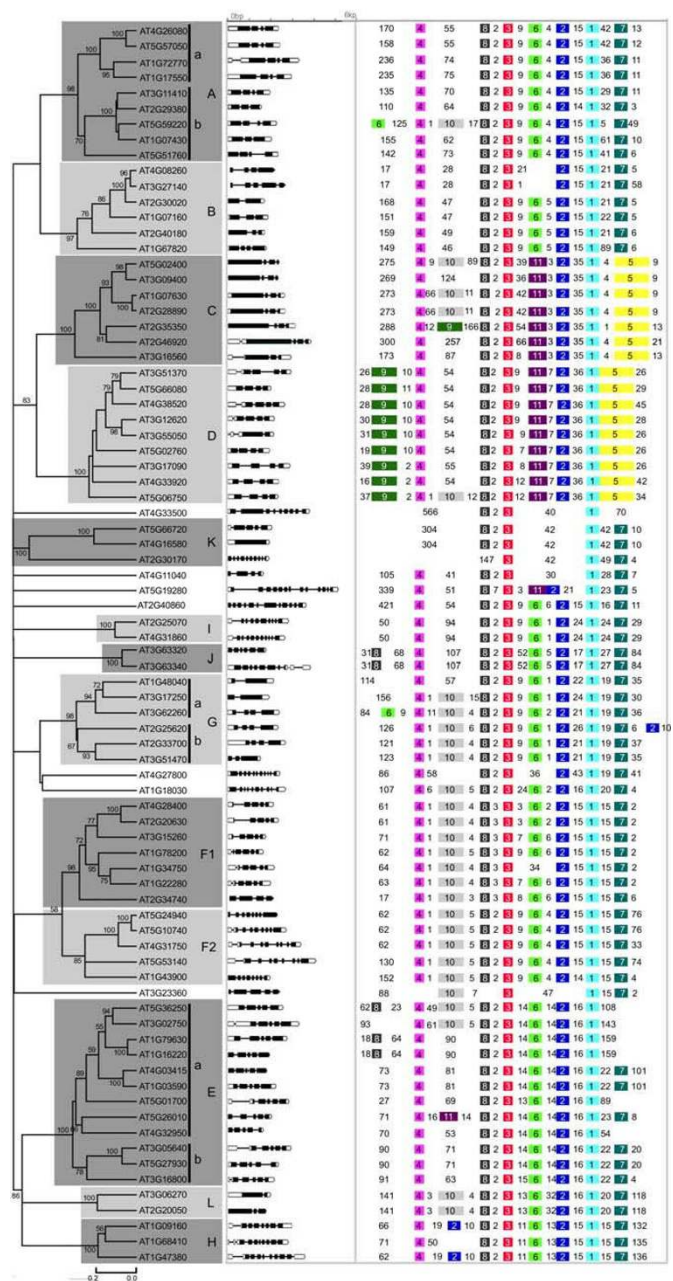 0bp 6kp
AT4G26080 170 4 55 8 2 3 9 6 4 2 15 1 42 7 13
100
AT5G57050 158 4 55 8 2 3 9 6 4 2 15 1 42 7 12
a
AT1G72770 236 4 74 8 2 3 9 6 4 2 15 1 36 7 11
100 95
AT1G17550 235 4 75 8 2 3 9 6 4 2 15 1 36 7 11
98 A
AT3G11410 135 4 70 8 2 3 9 6 4 2 15 1 29 7 11
AT2G29380 110 4 64 8 2 3 9 6 4 2 14 1 32 7 3
100 b
AT5G59220 6 125 4 1 10 17 8 2 3 9 6 4 2 15 1 5 7 49
AT1G07430 155 4 62 8 2 3 9 6 4 2 15 1 61 7 10
70
AT5G51760 142 4 73 8 2 3 9 6 4 2 15 1 41 7 6
96
AT4G08260 17 4 28 8 2 3 21 2 15 1 21 7 5
100
AT3G27140 17 4 28 8 2 3 1 2 15 1 21 7 58
86
AT2G30020 168 4 47 8 2 3 9 6 5 2 15 1 21 7 5
76 B
AT1G07160 151 4 47 8 2 3 9 6 5 2 15 1 22 7 5
97
AT2G40180 159 4 49 8 2 3 9 6 5 2 15 1 21 7 5
AT1G67820 149 4 46 8 2 3 9 6 5 2 15 1 89 7 6
98
AT5G02400 275 4 9 10 89 8 2 3 39 11 3 2 35 1 4 5 9
93
AT3G09400 269 4 124 8 2 3 36 11 3 2 35 1 4 5 9
AT1G07630 273 4 66 10 11 8 2 3 42 11 3 2 35 1 4 5 9
100 C
AT2G28890 273 4 66 10 11 8 2 3 42 11 3 2 35 1 4 5 9
100
AT2G35350 288 4 12 9 166 8 2 3 54 11 3 2 35 1 1 5 13
81
AT2G46920 300 4 257 8 2 3 66 11 3 2 35 1 4 5 21
AT3G16560 173 4 87 8 2 3 8 11 3 2 35 1 4 5 13
AT3G51370 26 9 10 4 54 8 2 3 9 11 7 2 36 1 5 26
79
AT5G66080 28 9 11 4 54 8 2 3 9 11 7 2 36 1 5 29
79
AT4G38520 28 9 10 4 54 8 2 3 9 11 7 2 36 1 5 45
83 100
AT3G12620 30 9 10 4 54 8 2 3 9 11 7 2 36 1 5 28
98 D
AT3G55050 31 9 10 4 54 8 2 3 9 11 7 2 36 1 5 26
AT5G02760 19 9 10 4 54 8 2 3 9 11 7 2 36 1 5 26
AT3G17090 39 9 2 4 55 8 2 3 8 11 7 2 36 1 5 26
100
AT4G33920 16 9 2 4 54 8 2 3 12 11 7 2 36 1 5 42
AT5G06750 37 9 2 4 1 10 12 8 2 3 12 11 7 2 36 1 5 34
AT4G33500 566 8 2 3 40 1 70
AT5G66720 304 8 2 3 42 1 42 7 10
100 K
AT4G16580 304 8 2 3 42 1 42 7 10
100
AT2G30170 147 2 3 42 1 49 7 4
AT4G11040 105 4 41 8 2 3 30 1 28 7 7
AT5G19280 339 4 51 8 7 3 3 11 2 21 1 23 7 5
AT2G40860 421 4 54 8 2 3 9 6 6 2 15 1 16 7 11
AT2G25070 50 4 94 8 2 3 9 6 1 2 24 1 24 7 29
100 I
AT4G31860 50 4 94 8 2 3 9 6 1 2 24 1 24 7 29
AT3G63320 31 8 68 4 107 8 2 3 52 6 5 2 17 1 27 7 84
100 J
AT3G63340 31 8 68 4 107 8 2 3 52 6 5 2 17 1 27 7 84
AT1G48040 114 4 57 8 2 3 9 6 1 2 22 1 19 7 35
72
AT3G17250 156 4 1 10 15 8 2 3 9 6 1 2 24 1 19 7 30
94 a
AT3G62260 84 6 9 4 11 10 4 8 2 3 9 6 1 2 21 1 19 7 36
98 G
AT2G25620 126 4 1 10 6 8 2 3 9 6 1 2 26 1 19 7 6 2 10
AT2G33700 121 4 1 10 4 8 2 3 9 6 1 2 21 1 19 7 37
67 b
AT3G51470 123 4 1 10 4 8 2 3 9 6 1 2 21 1 19 7 35
93
AT4G27800 86 4 58 8 2 3 36 2 43 1 19 7 41
AT1G18030 107 4 6 10 5 8 2 3 24 6 2 2 16 1 20 7 4
AT4G28400 61 4 1 10 4 8 3 3 3 6 2 2 15 1 15 7 2
100
AT2G20630 61 4 1 10 4 8 3 3 3 6 2 2 15 1 15 7 2
77
AT3G15260 71 4 1 10 4 8 3 3 7 6 6 2 15 1 15 7 2
72 F1
AT1G78200 62 4 1 10 5 8 2 3 9 6 6 2 15 1 15 7 2
96 100
AT1G34750 64 4 1 10 4 8 3 3 34 2 15 1 15 7 2
95 75
AT1G22280 63 4 1 10 4 8 3 3 7 6 6 2 15 1 15 7 2
AT2G34740 17 4 1 10 3 8 3 3 8 6 6 2 15 1 15 7 6
58
AT5G24940 62 4 1 10 5 8 2 3 9 6 6 2 15 1 15 7 76
100
AT5G10740 62 4 1 10 5 8 2 3 9 6 6 2 15 1 15 7 76
100 F2
AT4G31750 62 4 1 10 5 8 2 3 9 6 6 2 15 1 15 7 33
85
AT5G53140 130 4 1 10 5 8 2 3 9 6 6 2 15 1 15 7 74
AT1G43900 152 4 1 10 5 8 2 3 9 6 6 2 15 1 14 7 4
AT3G23360 88 10 7 3 47 1 15 7 2
AT5G36250 62 8 23 4 49 10 5 8 2 3 14 6 14 2 16 1 108
94
AT3G02750 93 4 61 10 5 8 2 3 14 6 14 2 16 1 143
55
AT1G79630 18 8 64 4 90 8 2 3 14 6 14 2 16 1 159
100 a
AT1G16220 18 8 64 4 90 8 2 3 14 6 14 2 16 1 159
59
AT4G03415 73 4 81 8 2 3 14 6 14 2 16 1 22 7 101
89 100
AT1G03590 73 4 81 8 2 3 14 6 14 2 16 1 22 7 101
E
AT5G01700 27 4 69 8 2 3 13 6 14 2 16 1 89
AT5G26010 71 4 16 11 14 8 2 3 14 6 14 2 16 1 23 7 8
100
AT4G32950 70 4 53 8 2 3 14 6 14 2 16 1 54
AT3G05640 90 4 71 8 2 3 14 6 14 2 16 1 22 7 20
100 b
AT5G27930 90 4 71 8 2 3 14 6 14 2 16 1 22 7 20
78
AT3G16800 91 4 63 8 2 3 15 6 14 2 16 1 22 7 4
86
AT3G06270 141 4 3 10 4 8 2 3 13 6 32 2 16 1 20 7 118
100 L
AT2G20050 141 4 3 10 4 8 2 3 13 6 32 2 16 1 20 7 118
AT1G09160 66 4 19 2 10 8 2 3 11 6 15 2 15 1 15 7 132
56
AT1G68410 71 4 50 8 2 3 11 6 13 2 15 1 15 7 135
100 H
AT1G47380 62 4 19 2 10 8 2 3 11 6 13 2 15 1 15 7 136
0.2 0.0